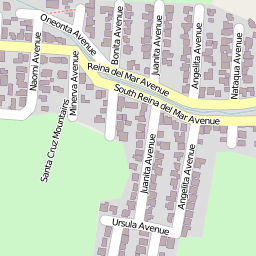 Oneonta Avenue
Bonita Avenue
Juanita Avenue
Angelita Avenue
Natoqua Avenue
Naomi Avenue
Minerva Avenue
Reina del Mar Avenue
South Reina del Mar Avenue
Santa Cruz Mountains
Juanita Avenue
Angelita Avenue
Ursula Avenue